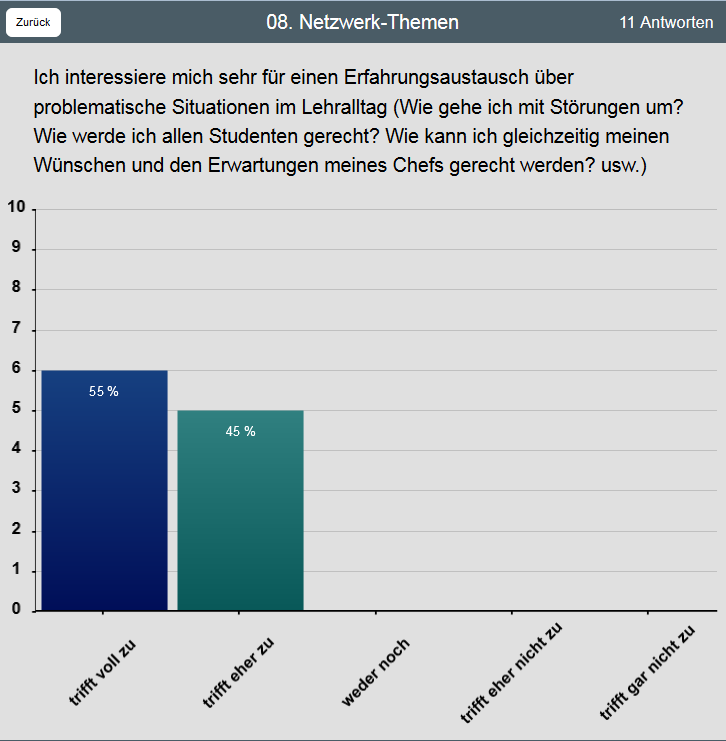 Zurück
08. Netzwerk-Themen
11 Antworten
Ich interessiere mich sehr für einen Erfahrungsaustausch über
problematische Situationen im Lehralltag (Wie gehe ich mit Störungen um?
Wie werde ich allen Studenten gerecht? Wie kann ich gleichzeitig meinen
Wünschen und den Erwartungen meines Chefs gerecht werden? usw.)
10
9
8
7
6
5
4
3
2
1
0
55 %
45 %
trifft voll zu
trifft eher zu
weder noch
trifft eher nicht zu
trifft gar nicht zu